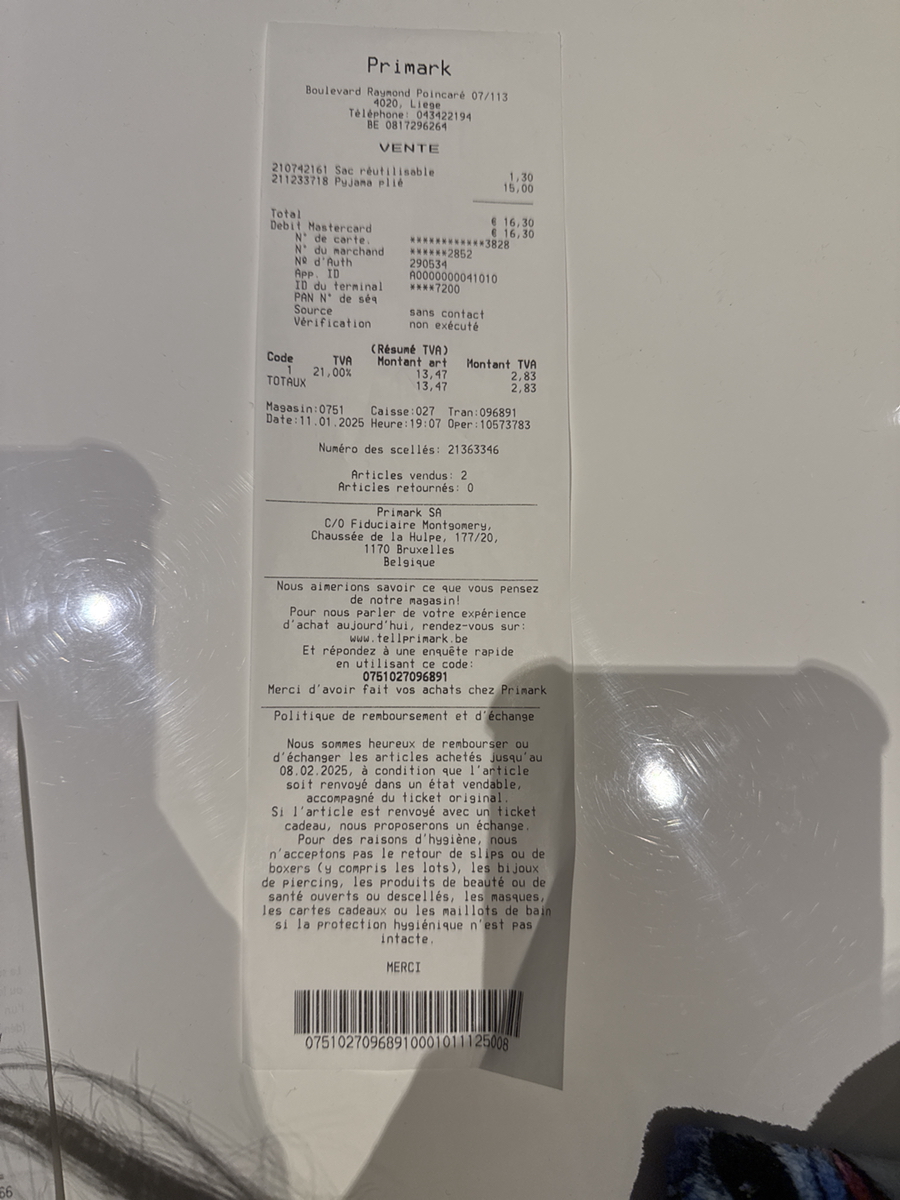 Primark
Boulevard Raymond Poincaré 07/113
4020, Liege
Téléphone: 043422194
BE 0817296264
VENTE
210742161 Sac réutilisable 1,30
211233718 Pyjama plié 15,00
Total € 16,30
Debit Mastercard € 16,30
N° de carte. ************3828
N° du marchand ******2852
Nº d'Auth 290534
App. ID A0000000041010
ID du terminal ****7200
PAN N° de séq
Source sans contact
Vérification non exécuté
(Résumé TVA)
Code TVA Montant art Montant TVA
1 21,00% 13,47 2,83
TOTAUX 13,47 2,83
Magasin:0751 Caisse:027 Tran:096891
Date:11.01.2025 Heure:19:07 Oper:10573783
Numéro des scellés: 21363346
Articles vendus: 2
Articles retournés: 0
Primark SA
C/O Fiduciaire Montgomery,
Chaussée de la Hulpe, 177/20,
1170 Bruxelles
Belgique
Nous aimerions savoir ce que vous pensez
de notre magasin!
Pour nous parler de votre expérience
d'achat aujourd'hui, rendez-vous sur:
www.tellprimark.be
Et répondez à une enquête rapide
en utilisant ce code:
0751027096891
Merci d'avoir fait vos achats chez Primark
Politique de remboursement et d'échange
Nous sommes heureux de rembourser ou
d'échanger les articles achetés jusqu'au
08.02.2025, à condition que l'article
soit renvoyé dans un état vendable,
accompagné du ticket original.
Si l'article est renvoyé avec un ticket
cadeau, nous proposerons un échange.
Pour des raisons d'hygiène, nous
n'acceptons pas le retour de slips ou de
boxers (y compris les lots), les bijoux
de piercing, les produits de beauté ou de
santé ouverts ou descellés, les masques,
les cartes cadeaux ou les maillots de bain
si la protection hygiénique n'est pas
intacte.
MERCI
07510270968910001011125008
66